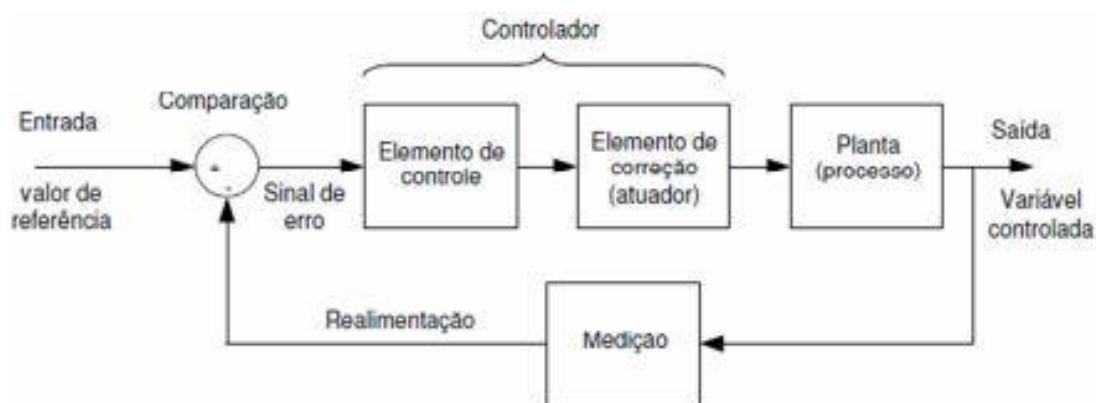 Controlador
Comparação
Entrada
valor de
referência
+
-
Sinal de
erro
Elemento de
controle
Elemento de
correção
(atuador)
Planta
(processo)
Saída
Variável
controlada
Realimentação
Medição